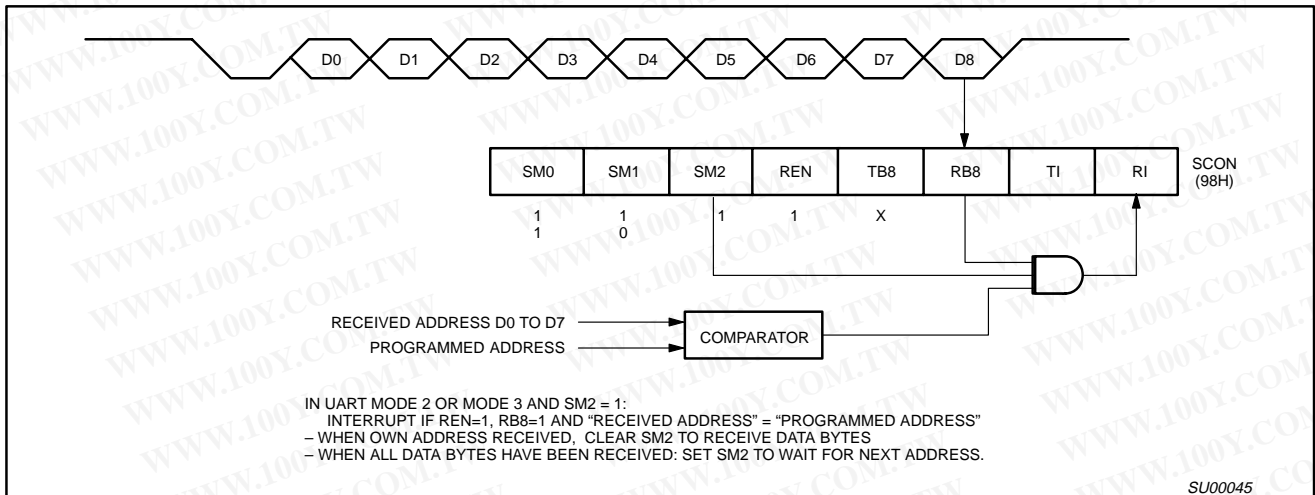 D0 D1 D2 D3 D4 D5 D6 D7 D8
SM0 SM1 SM2 REN TB8 RB8 TI RI
SCON
(98H)
1 1 1 1 X
1 0
RECEIVED ADDRESS D0 TO D7
PROGRAMMED ADDRESS
COMPARATOR
IN UART MODE 2 OR MODE 3 AND SM2 = 1:
INTERRUPT IF REN=1, RB8=1 AND “RECEIVED ADDRESS” = “PROGRAMMED ADDRESS”
– WHEN OWN ADDRESS RECEIVED, CLEAR SM2 TO RECEIVE DATA BYTES
– WHEN ALL DATA BYTES HAVE BEEN RECEIVED: SET SM2 TO WAIT FOR NEXT ADDRESS.
SU00045
WWW.100Y.COM.TW